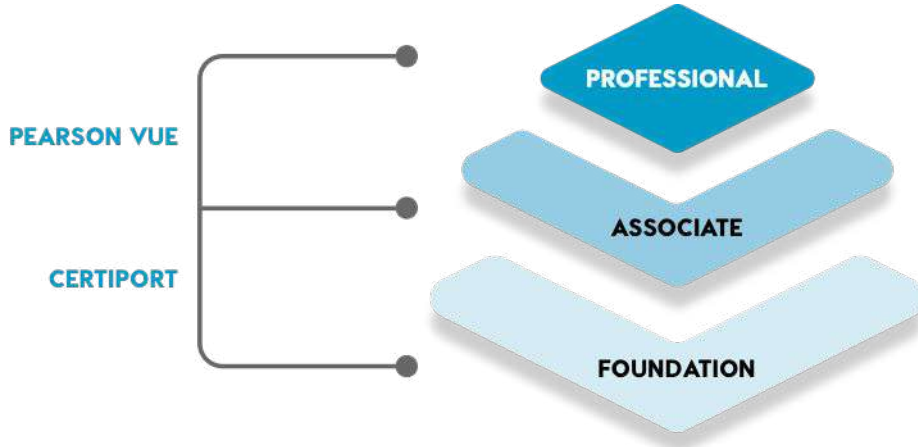 PROFESSIONAL
PEARSON VUE
ASSOCIATE
CERTIPORT
FOUNDATION